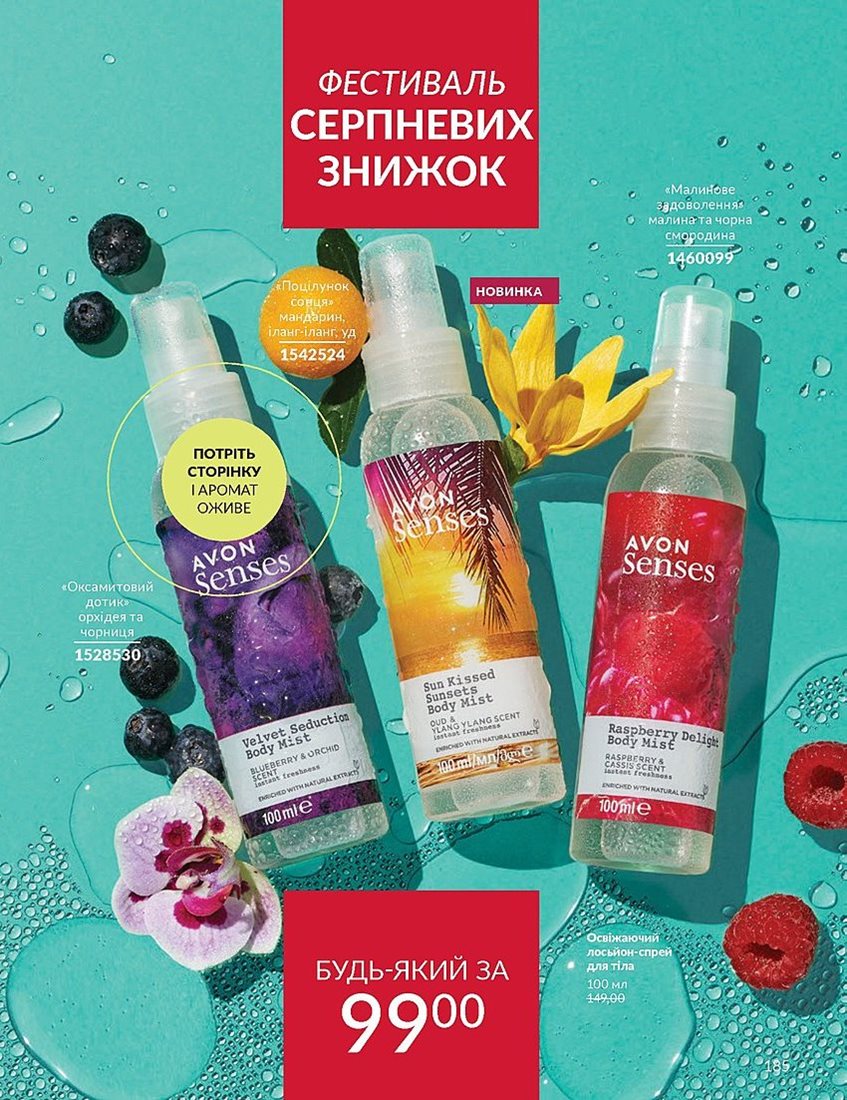 ФЕСТИВАЛЬ
СЕРПНЕВИХ
ЗНИЖОК
«Малинове
задоволення»
малина та чорна
смородина
1460099
«Поцілунок
сонця»
мандарин,
іланг-іланг, уд
1542524
НОВИНКА
ПОТРІТЬ
СТОРІНКУ
І АРОМАТ
ОЖИВЕ
«Оксамитовий
дотик»
орхідея та
чорниця
1528530
AVON
Senses
Velvet Seduction
Body Mist
BLUEBERRY & ORCHID
SCENT
instant freshness
ENRICHED WITH NATURAL EXTRACTS
100 ml e
AVON
Senses
Sun Kissed
Sunsets
Body Mist
OUD &
YLANG YLANG SCENT
instant freshness
ENRICHED WITH NATURAL EXTRACTS
100 ml/мл/მლ e
AVON
Senses
Raspberry Delight
Body Mist
RASPBERRY &
CASSIS SCENT
instant freshness
ENRICHED WITH NATURAL EXTRACTS
100 ml e
Освіжаючий
лосьйон-спрей
для тіла
100 мл
149,00
БУДЬ-ЯКИЙ ЗА
9900
185